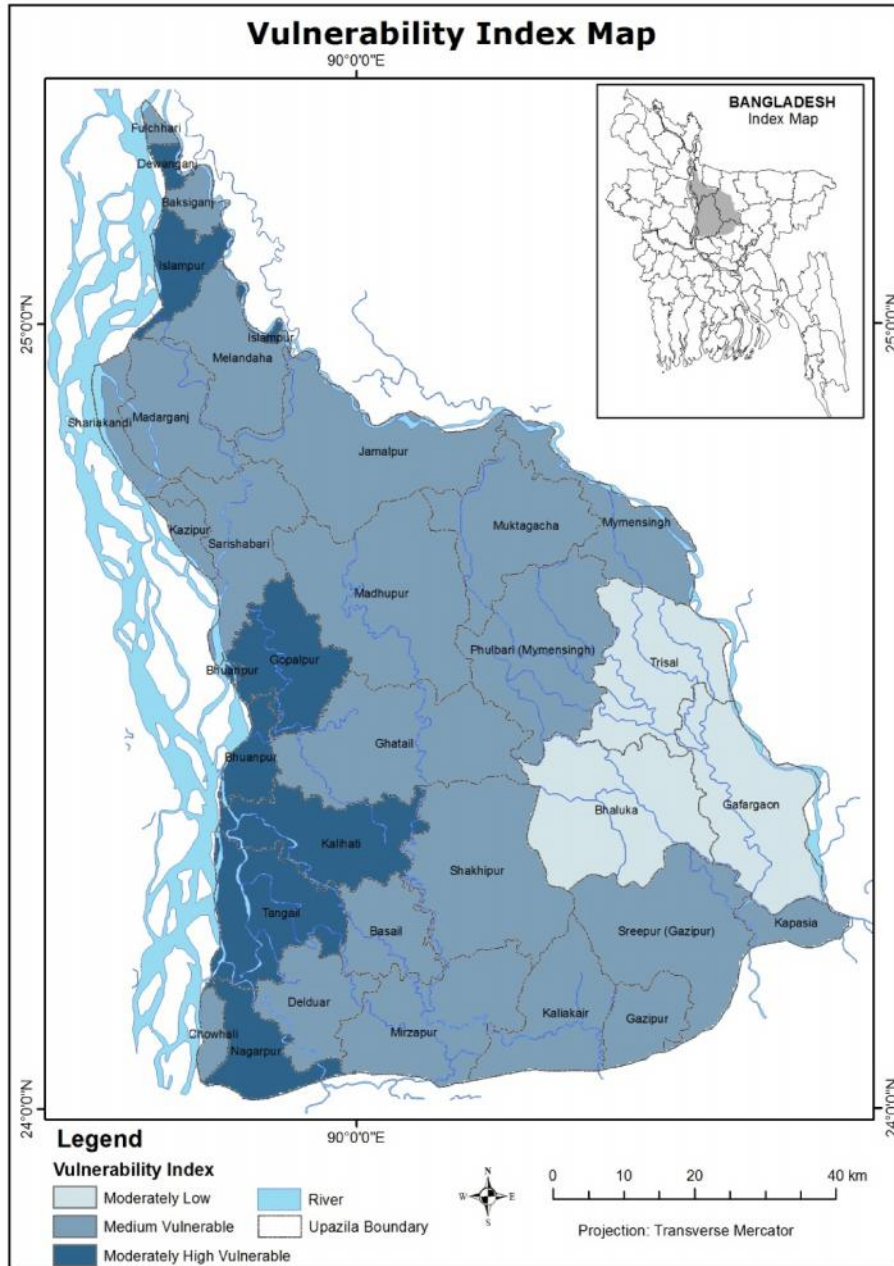 Vulnerability Index Map
90°0'0"E
BANGLADESH
Index Map
Fulchhari
Dewanganj
Baksiganj
Islampur
25°0'0"N
25°0'0"N
Islampur
Melandaha
Shariakandi
Madarganj
Jamalpur
Kazipur
Sarishabari
Muktagacha
Mymensingh
Madhupur
Phulbari (Mymensingh)
Trisal
Bhuanpur
Gopalpur
Ghatail
Bhuanpur
Bhaluka
Gafargaon
Kalihati
Shakhipur
Tangail
Basail
Sreepur (Gazipur)
Kapasia
Delduar
Kaliakair
Gazipur
Chowhali
Nagarpur
Mirzapur
24°0'0"N
24°0'0"N
90°0'0"E
Legend
Vulnerability Index
Moderately Low
Medium Vulnerable
Moderately High Vulnerable
River
Upazila Boundary
N
W
E
S
0 10 20 40 km
Projection: Transverse Mercator